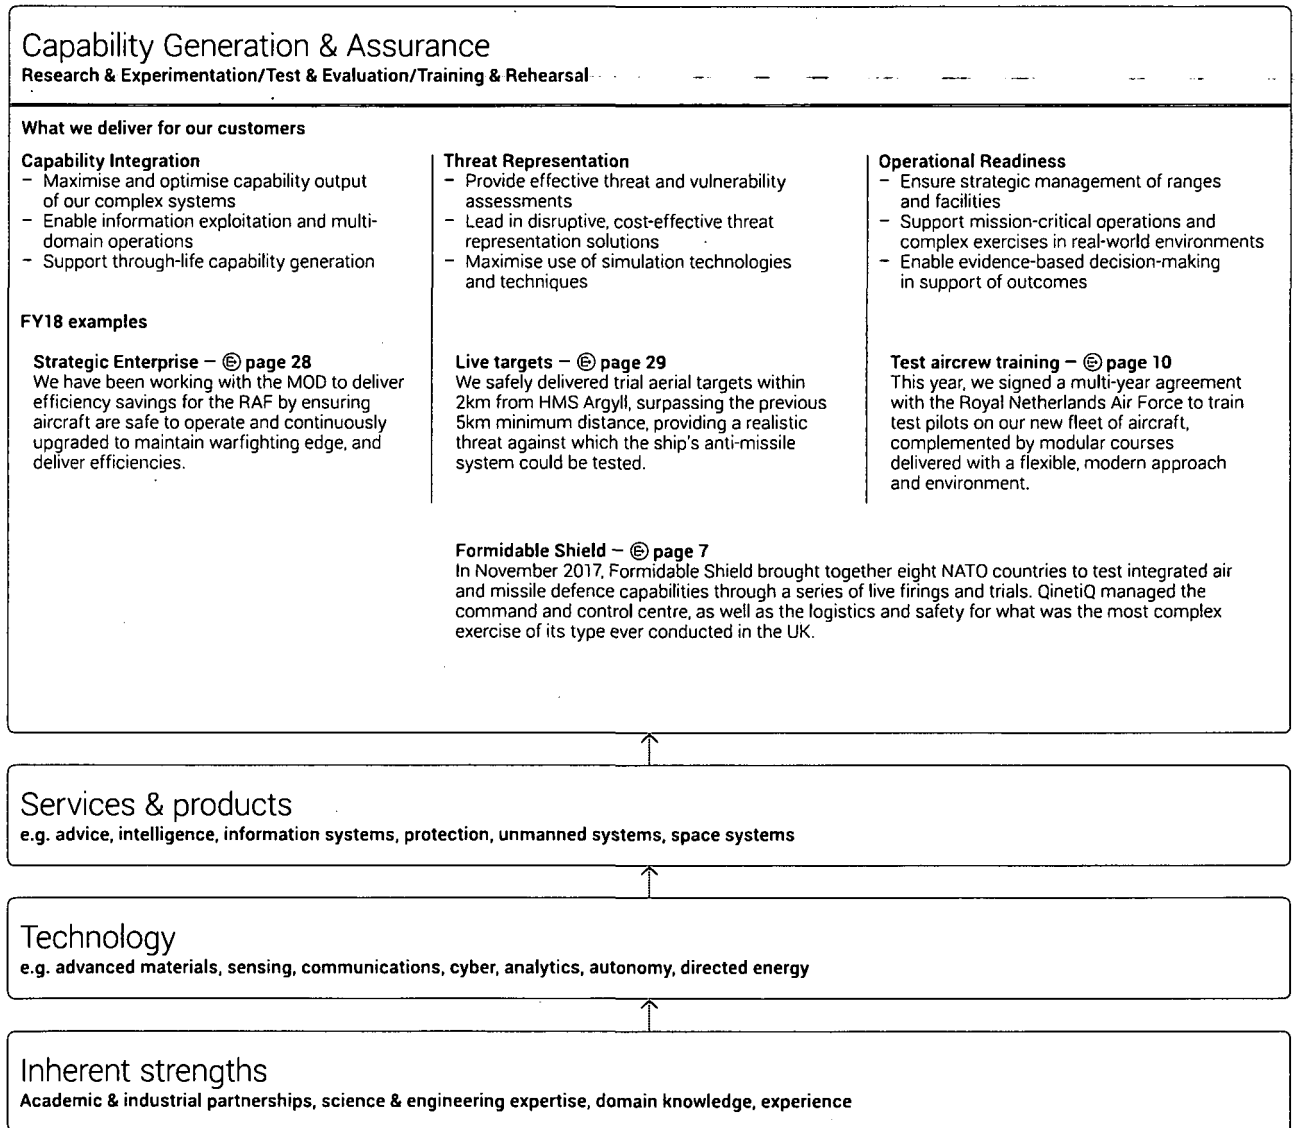 Capability Generation & Assurance
Research & Experimentation/Test & Evaluation/Training & Rehearsal
What we deliver for our customers
Capability Integration
– Maximise and optimise capability output
of our complex systems
– Enable information exploitation and multi-
domain operations
– Support through-life capability generation
Threat Representation
– Provide effective threat and vulnerability
assessments
– Lead in disruptive, cost-effective threat
representation solutions
– Maximise use of simulation technologies
and techniques
Operational Readiness
– Ensure strategic management of ranges
and facilities
– Support mission-critical operations and
complex exercises in real-world environments
– Enable evidence-based decision-making
in support of outcomes
FY18 examples
Strategic Enterprise – page 28
We have been working with the MOD to deliver
efficiency savings for the RAF by ensuring
aircraft are safe to operate and continuously
upgraded to maintain warfighting edge, and
deliver efficiencies.
Live targets – page 29
We safely delivered trial aerial targets within
2km from HMS Argyll, surpassing the previous
5km minimum distance, providing a realistic
threat against which the ship's anti-missile
system could be tested.
Test aircrew training – page 10
This year, we signed a multi-year agreement
with the Royal Netherlands Air Force to train
test pilots on our new fleet of aircraft,
complemented by modular courses
delivered with a flexible, modern approach
and environment.
Formidable Shield – page 7
In November 2017, Formidable Shield brought together eight NATO countries to test integrated air
and missile defence capabilities through a series of live firings and trials. QinetiQ managed the
command and control centre, as well as the logistics and safety for what was the most complex
exercise of its type ever conducted in the UK.
Services & products
e.g. advice, intelligence, information systems, protection, unmanned systems, space systems
Technology
e.g. advanced materials, sensing, communications, cyber, analytics, autonomy, directed energy
Inherent strengths
Academic & industrial partnerships, science & engineering expertise, domain knowledge, experience